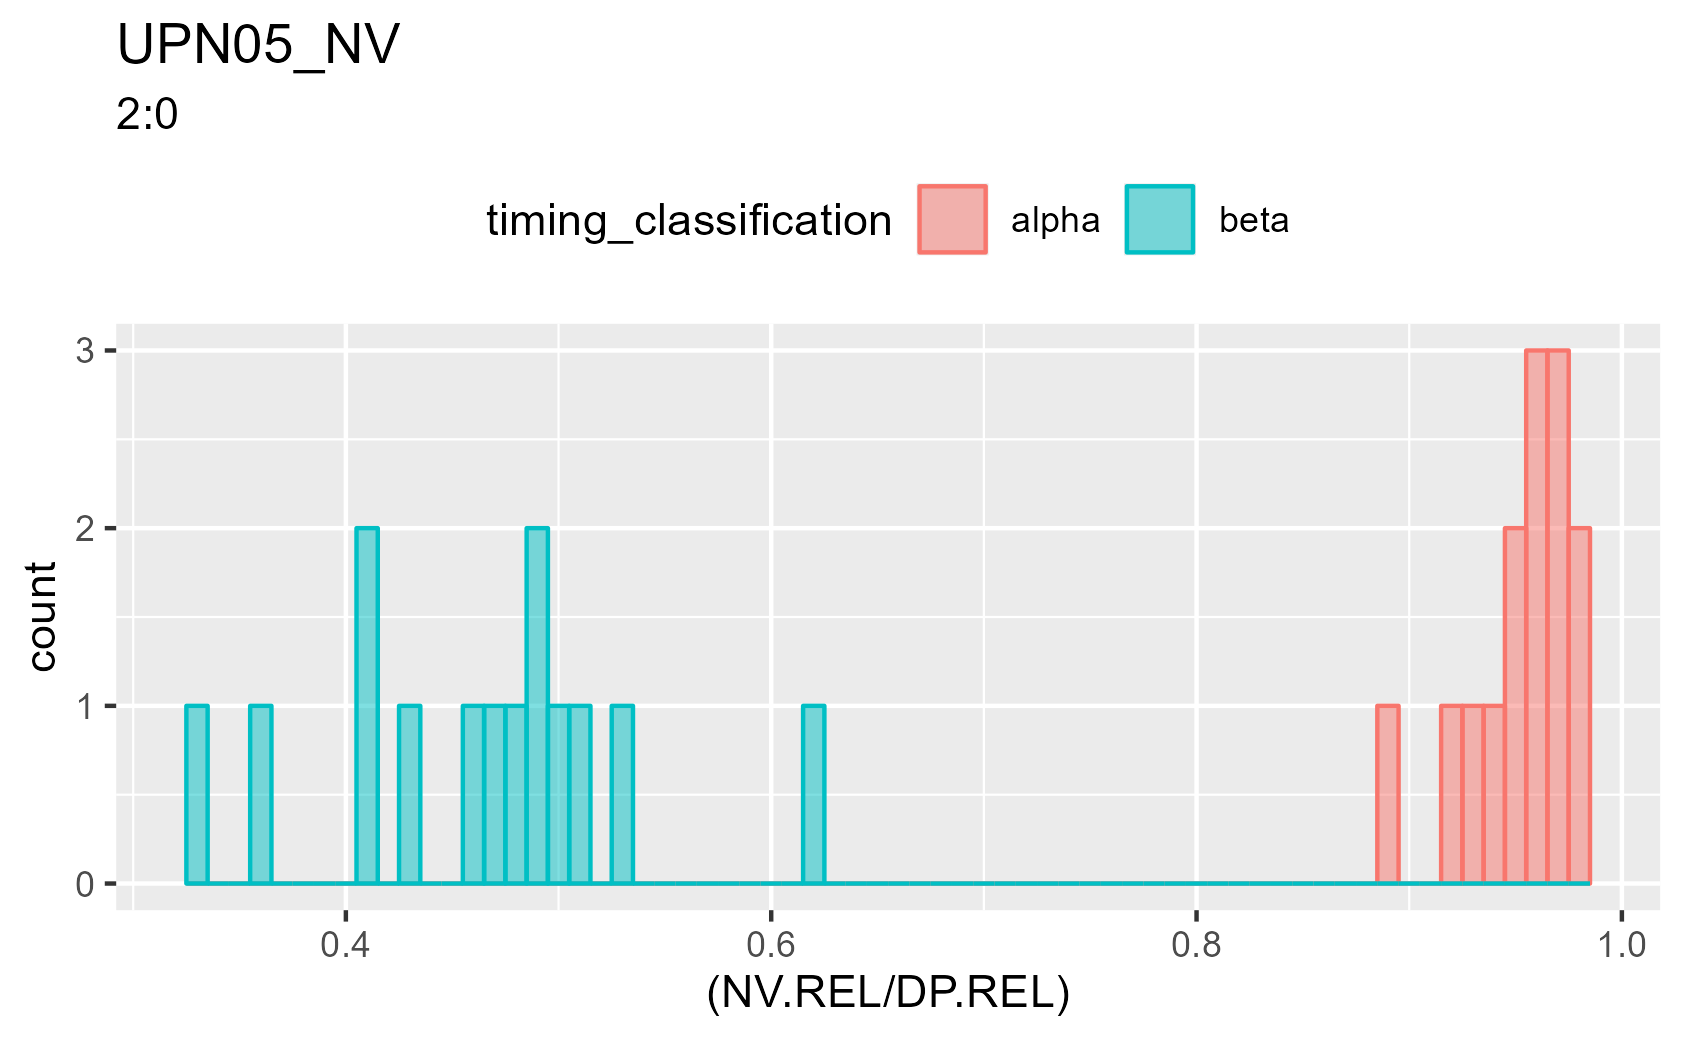 UPN05_NV
2:0
timing_classification alpha beta
3
2
1
0
count
0.4 0.6 0.8 1.0
(NV.REL/DP.REL)